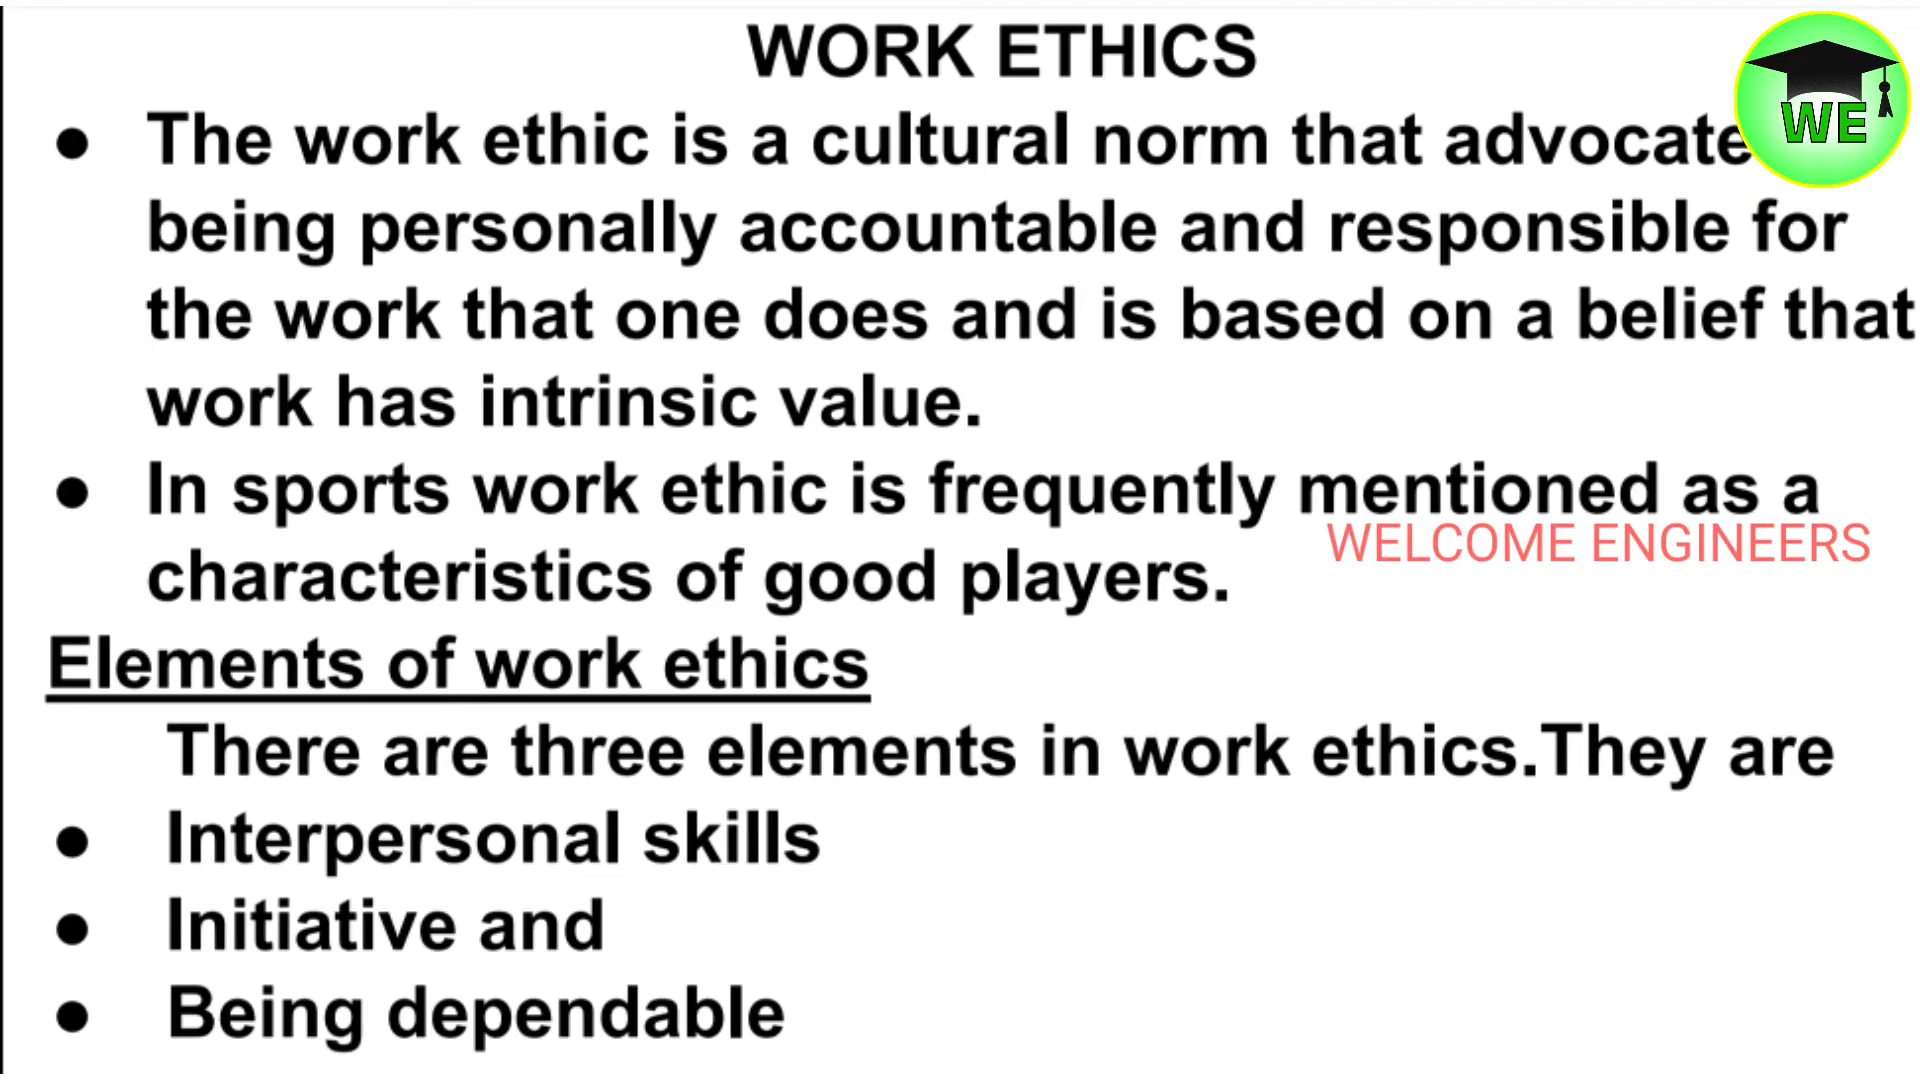 WORK ETHICS
WE
● The work ethic is a cultural norm that advocate
being personally accountable and responsible for
the work that one does and is based on a belief that
work has intrinsic value.
● In sports work ethic is frequently mentioned as a
WELCOME ENGINEERS
characteristics of good players.
Elements of work ethics
There are three elements in work ethics.They are
● Interpersonal skills
● Initiative and
● Being dependable